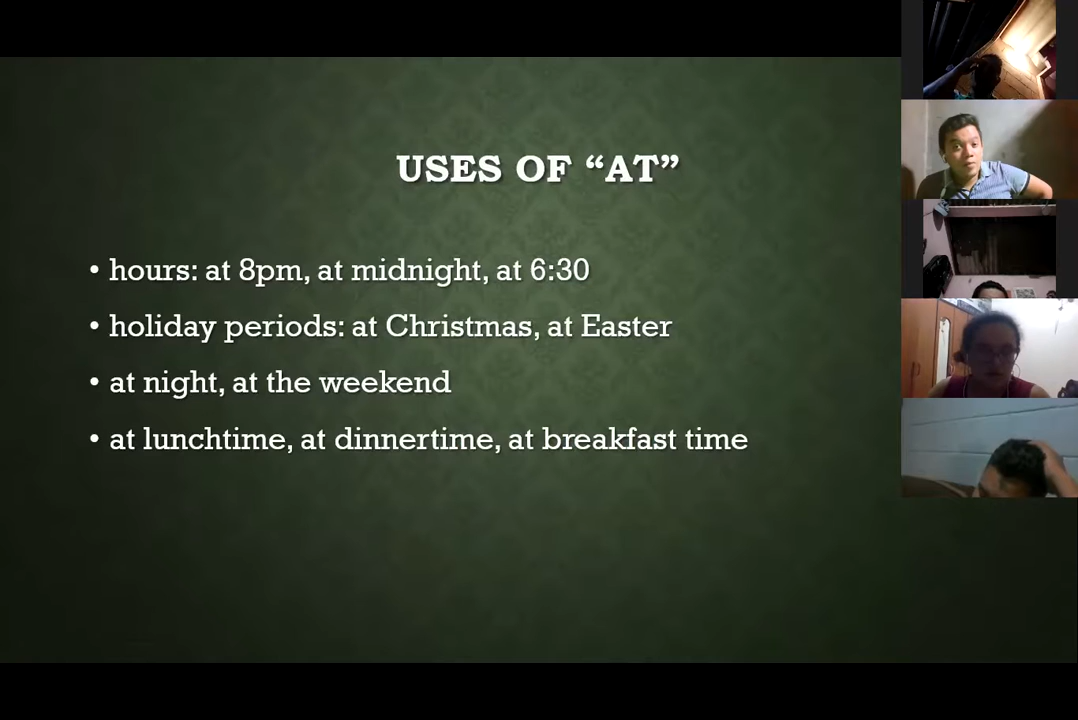 USES OF “AT”
• hours: at 8pm, at midnight, at 6:30
• holiday periods: at Christmas, at Easter
• at night, at the weekend
• at lunchtime, at dinnertime, at breakfast time